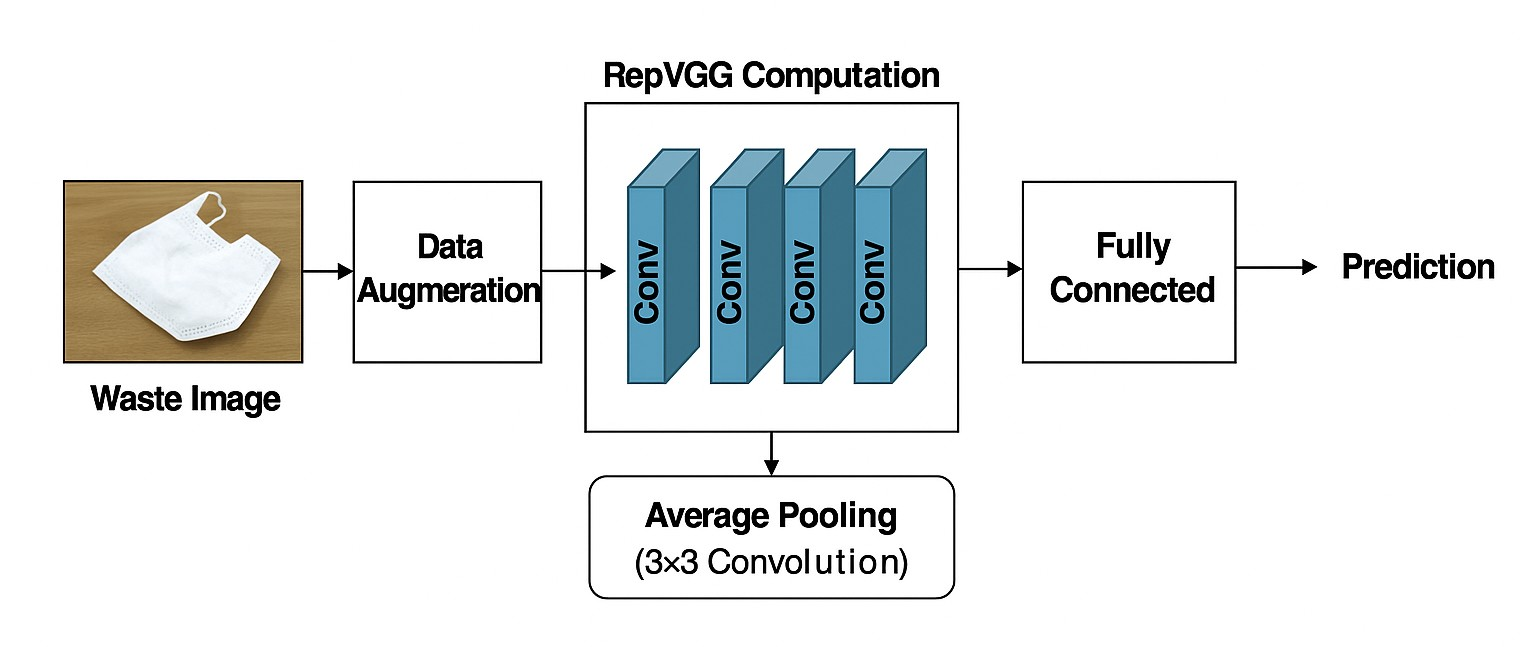 RepVGG Computation
Waste Image
Data
Augmeration
Conv
Conv
Conv
Conv
Fully
Connected
Prediction
Average Pooling
(3×3 Convolution)